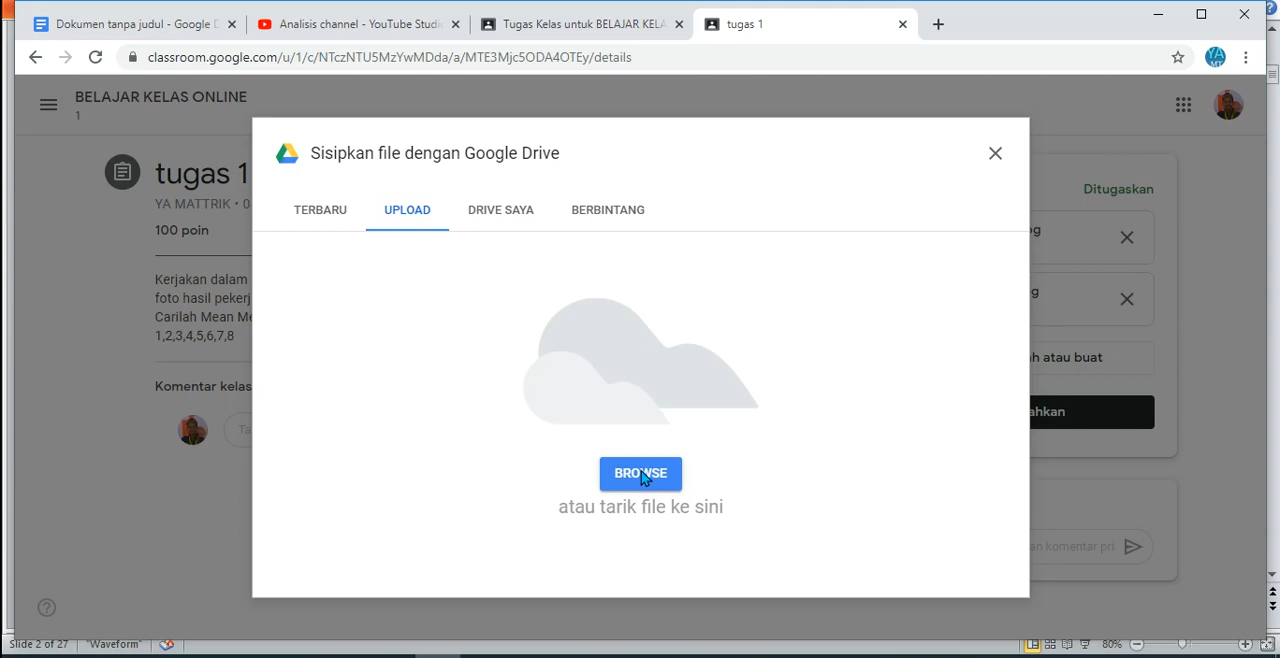 Dokumen tanpa judul - Google D
Analisis channel - YouTube Studi
Tugas Kelas untuk BELAJAR KELA
tugas 1
classroom.google.com/u/1/c/NTczNTU5MzYwMDda/a/MTE3Mjc5ODA4OTEy/details
YA
MT
BELAJAR KELAS ONLINE
1
Sisipkan file dengan Google Drive
TERBARU
UPLOAD
DRIVE SAYA
BERBINTANG
BROWSE
atau tarik file ke sini
tugas 1
YA MATTRIK • 0
100 poin
Kerjakan dalam
foto hasil pekerj
Carilah Mean Me
1,2,3,4,5,6,7,8
Komentar kelas
Ta
Ditugaskan
og
g
h atau buat
ahkan
an komentar pri
Slide 2 of 27
"Waveform"
80%